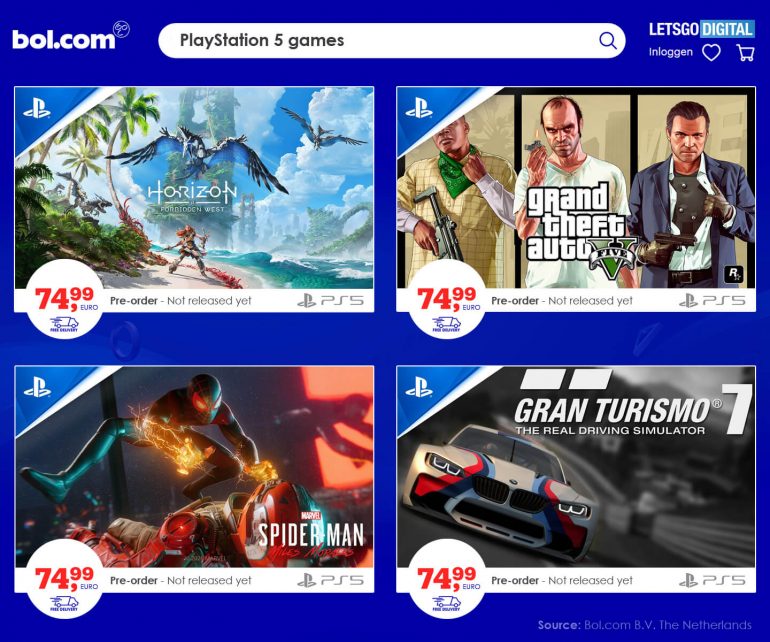 bol.com
PlayStation 5 games
LETSGODIGITAL
Inloggen
HORIZON
FORBIDDEN WEST
74,99 EURO
FREE DELIVERY
Pre-order - Not released yet
PS5
grand
theft
auto
V
FIVE
R
74,99 EURO
FREE DELIVERY
Pre-order - Not released yet
PS5
MARVEL
SPIDER-MAN
MILES MORALES
74,99 EURO
FREE DELIVERY
Pre-order - Not released yet
PS5
GRAN TURISMO® 7
THE REAL DRIVING SIMULATOR
74,99 EURO
FREE DELIVERY
Pre-order - Not released yet
PS5
Source: Bol.com B.V. The Netherlands